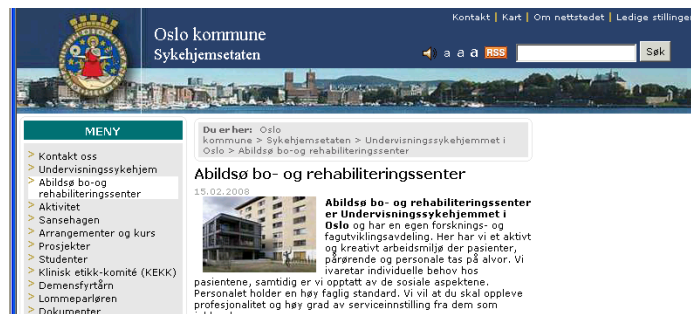 Kontakt | Kart | Om nettstedet | Ledige stillinger
Oslo kommune
Sykehjemsetaten
a a a RSS Søk
MENY
> Kontakt oss
> Undervisningssykehjem
> Abildsø bo-og
rehabiliteringssenter
> Aktivitet
> Sansehagen
> Arrangementer og kurs
> Prosjekter
> Studenter
> Klinisk etikk-komité (KEKK)
> Demensfyrtårn
> Lommeparløren
> Dokumenter
Du er her: Oslo
kommune > Sykehjemsetaten > Undervisningssykehjemmet i
Oslo > Abildsø bo-og rehabiliteringssenter
Abildsø bo- og rehabiliteringssenter
15.02.2008
Abildsø bo- og rehabiliteringssenter
er Undervisningssykehjemmet i
Oslo og har en egen forsknings- og
fagutviklingsavdeling. Her har vi et aktivt
og kreativt arbeidsmiljø der pasienter,
pårørende og personale tas på alvor. Vi
ivaretar individuelle behov hos
pasientene, samtidig er vi opptatt av de sosiale aspektene.
Personalet holder en høy faglig standard. Vi vil at du skal oppleve
profesjonalitet og høy grad av serviceinnstilling fra dem som